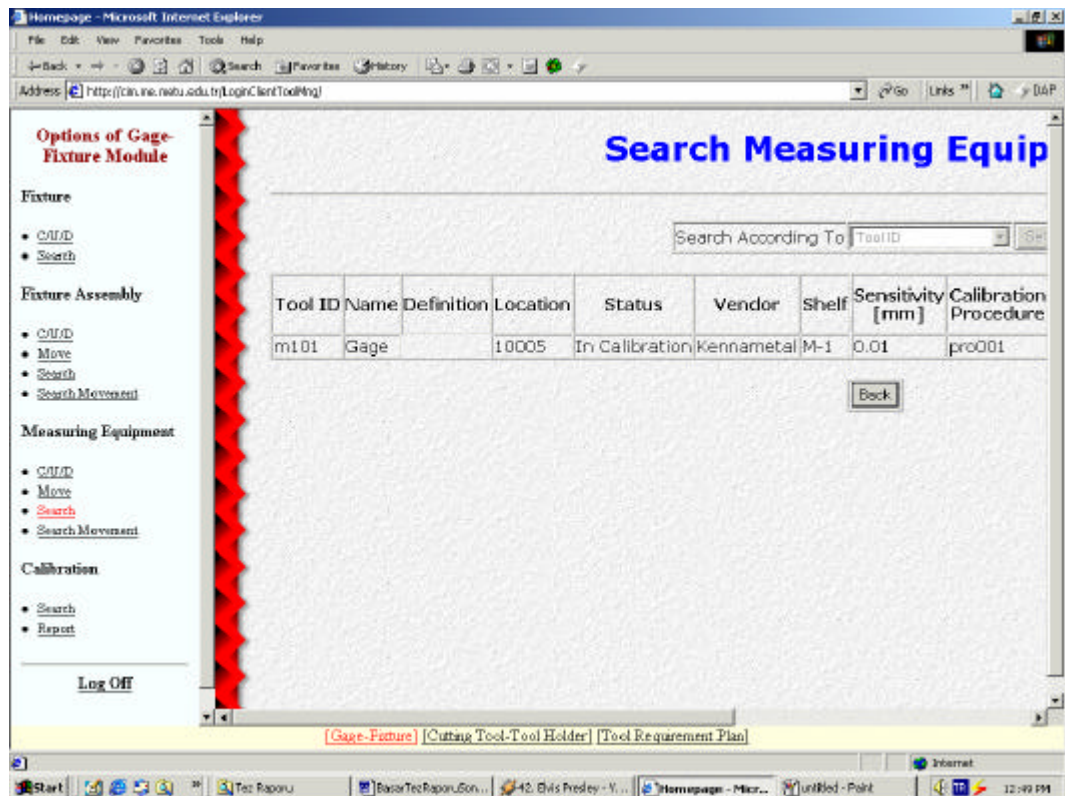 Homepage - Microsoft Internet Explorer
File Edit View Favorites Tools Help
Back Search Favorites History
Address http://cim.me.metu.edu.tr/LoginClientToolMng/ Go Links » DAP
Options of Gage-
Fixture Module
Fixture
C/U/D
Search
Fixture Assembly
C/U/D
Move
Search
Search Movement
Measuring Equipment
C/U/D
Move
Search
Search Movement
Calibration
Search
Report
Log Off
Search Measuring Equip
Search According To Tool ID
Tool ID Name Definition Location Status Vendor Shelf Sensitivity [mm] Calibration Procedure
m101 Gage 10005 In Calibration Kennametal M-1 0.01 pro001
Back
[Gage-Fixture] [Cutting Tool-Tool Holder] [Tool Requirement Plan]
Internet
Start » Tez Raporu BasarTezRaporuSon... 42. Elvis Presley - Y... Homepage - Micr... untitled - Paint 12:49 PM